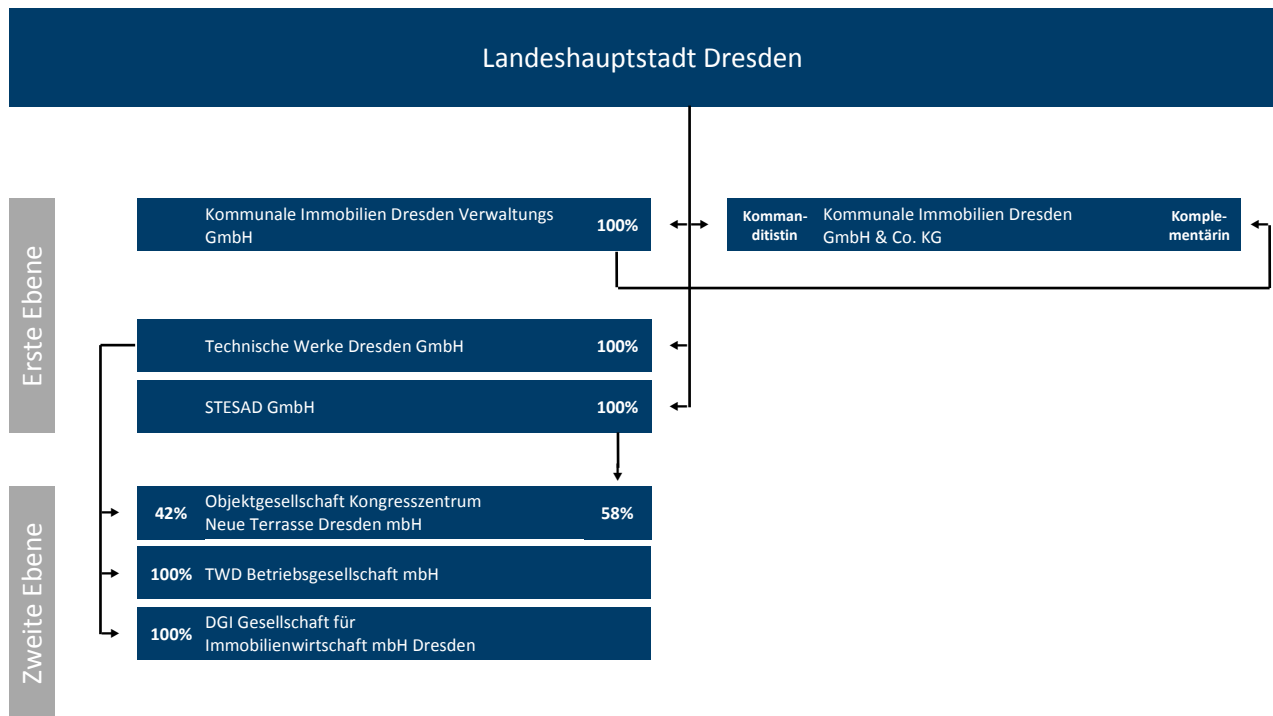 Landeshauptstadt Dresden
Erste Ebene
Kommunale Immobilien Dresden Verwaltungs
GmbH
100%
Komman-
ditistin
Kommunale Immobilien Dresden
GmbH & Co. KG
Komple-
mentärin
Technische Werke Dresden GmbH
100%
STESAD GmbH
100%
Zweite Ebene
42%
Objektgesellschaft Kongresszentrum
Neue Terrasse Dresden mbH
58%
100%
TWD Betriebsgesellschaft mbH
100%
DGI Gesellschaft für
Immobilienwirtschaft mbH Dresden